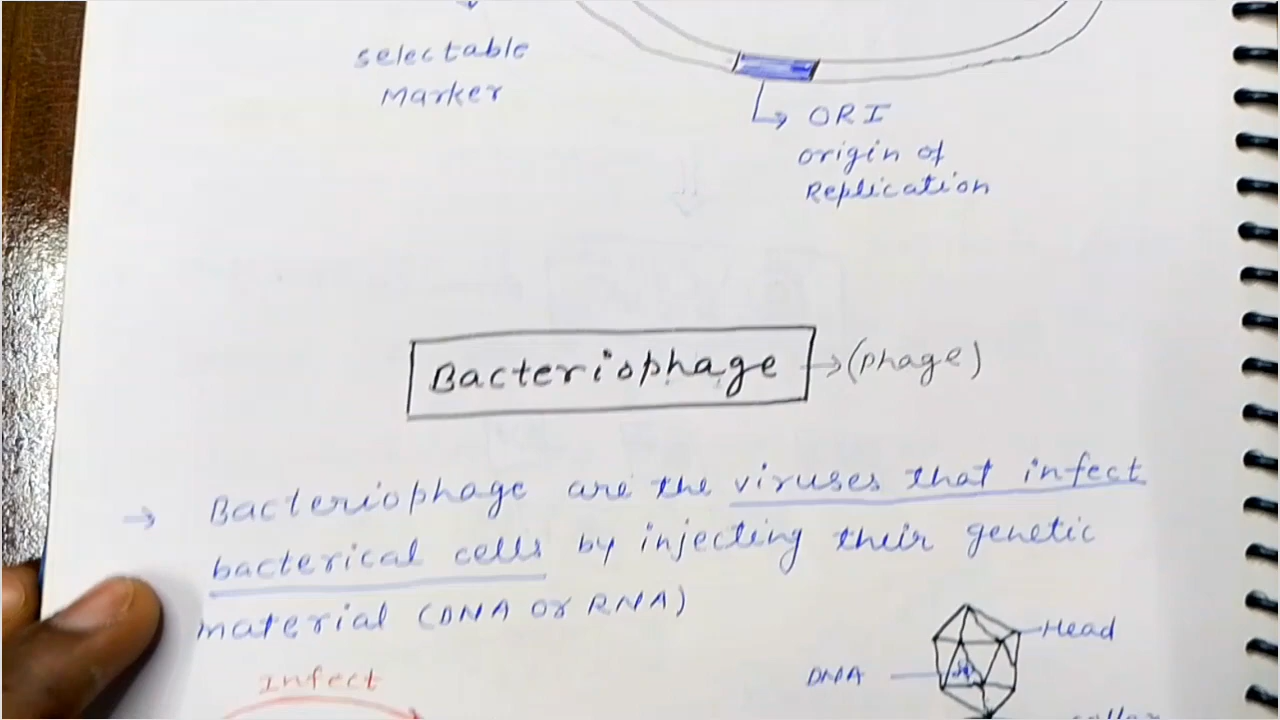 selectable
Marker
ORI
origin of
Replication
Bacteriophage → (phage)
→ Bacteriophage are the viruses that infect
bacterical cells by injecting their genetic
material (DNA or RNA)
Infect
Head
DNA